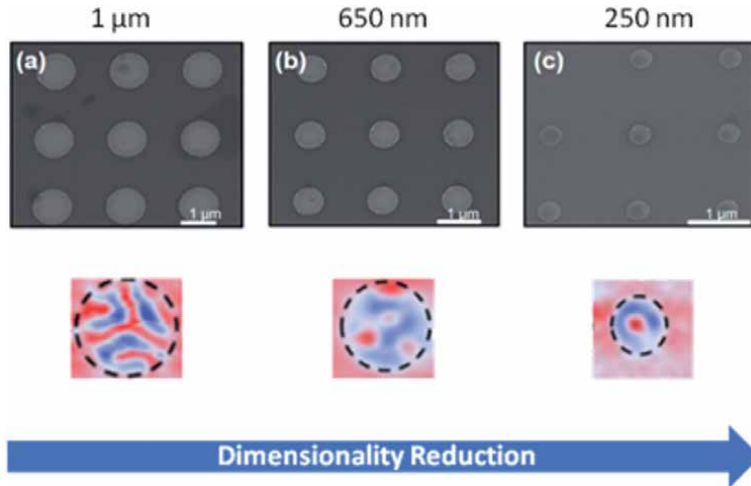 1 μm
650 nm
250 nm
(a)
(b)
(c)
1 μm
1 μm
1 μm
Dimensionality Reduction